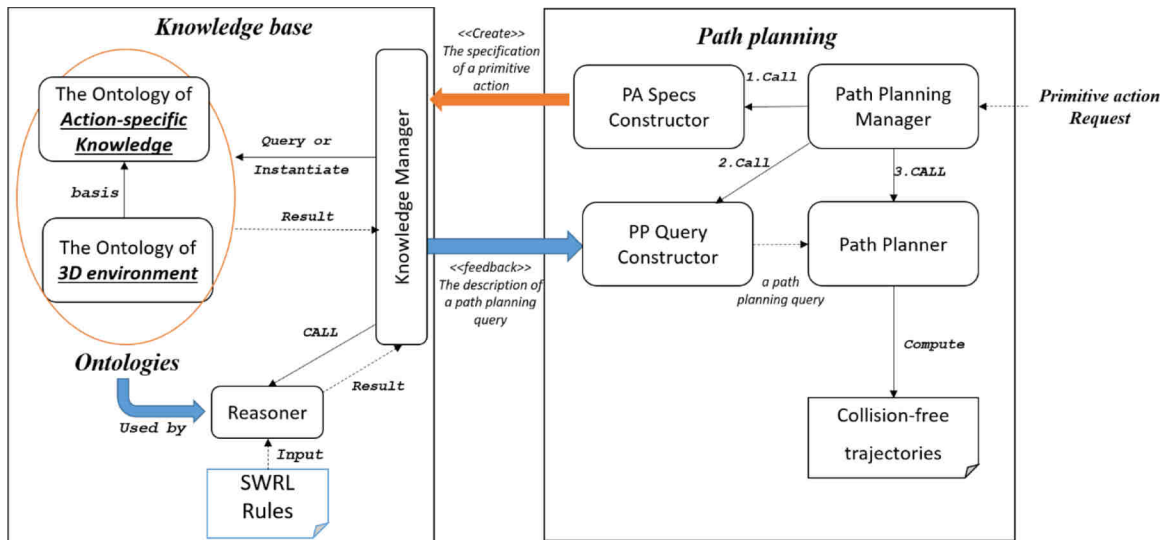 Knowledge base
The Ontology of
Action-specific
Knowledge
basis
The Ontology of
3D environment
Ontologies
Used by
Query or
Instantiate
Result
Knowledge Manager
CALL
Result
Reasoner
Input
SWRL
Rules
<<Create>>
The specification
of a primitive
action
<<feedback>>
The description of
a path planning
query
Path planning
PA Specs
Constructor
1.Call
Path Planning
Manager
Primitive action
Request
2.Call
3.CALL
PP Query
Constructor
a path
planning query
Path Planner
Compute
Collision-free
trajectories